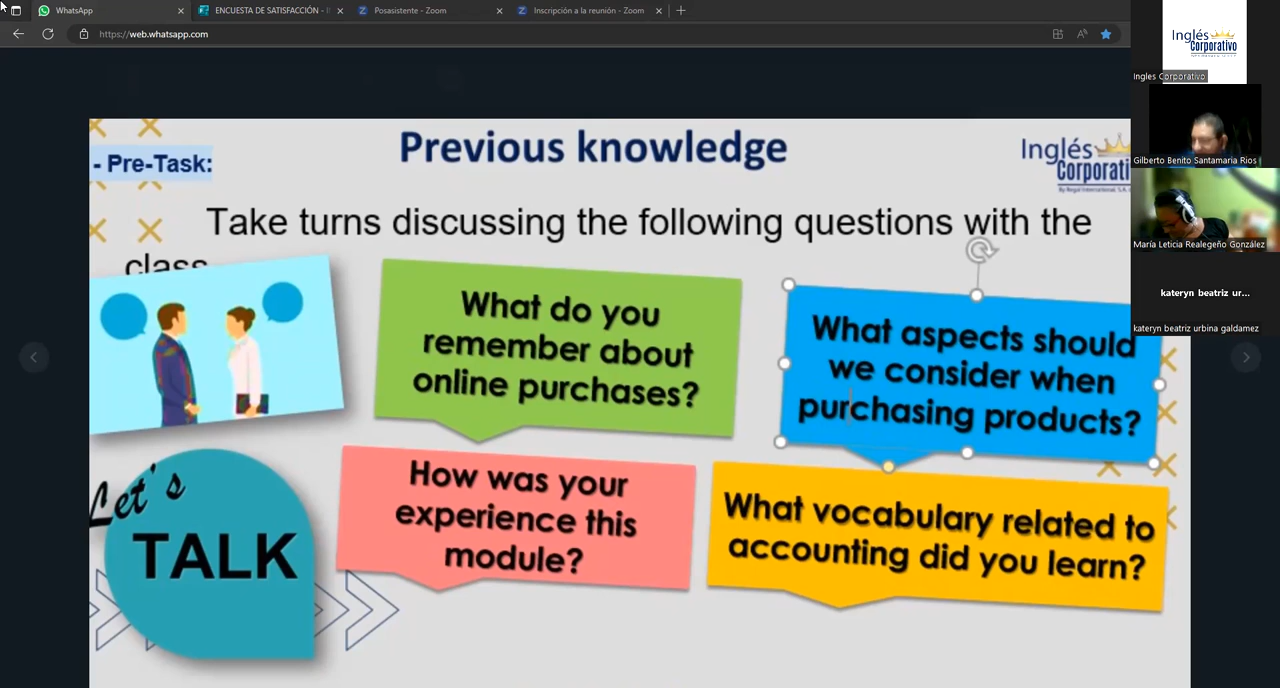 WhatsApp
ENCUESTA DE SATISFACCIÓN - I
Posasistente - Zoom
Inscripción a la reunión - Zoom
https://web.whatsapp.com
Inglés
Corporativo
Ingles Corporativo
Gilberto Benito Santamaria Rios
María Leticia Realegeño González
kateryn beatriz ur...
kateryn beatriz urbina galdamez
- Pre-Task:
Previous knowledge
Inglés
Corporati
By Regal International, S.A.
Take turns discussing the following questions with the
class
What do you
remember about
online purchases?
What aspects should
we consider when
purchasing products?
How was your
experience this
module?
What vocabulary related to
accounting did you learn?
Let's
TALK